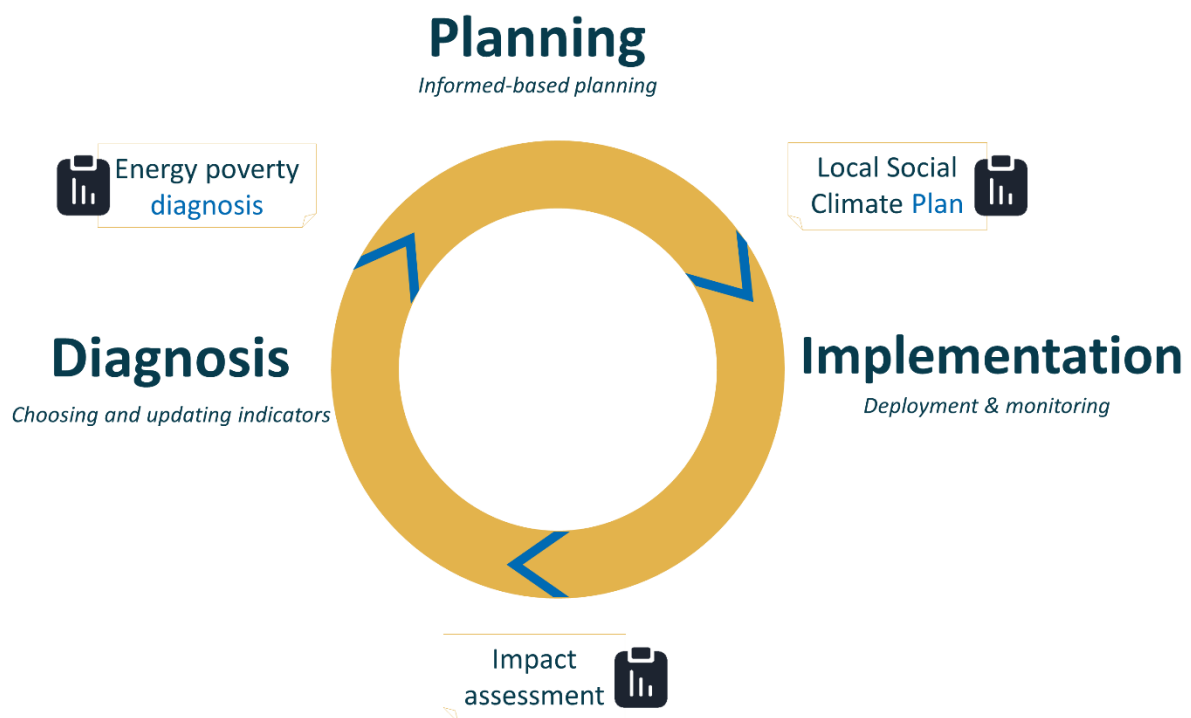 Planning
Informed-based planning
Energy poverty
diagnosis
Local Social
Climate Plan
Diagnosis
Choosing and updating indicators
Implementation
Deployment & monitoring
Impact
assessment